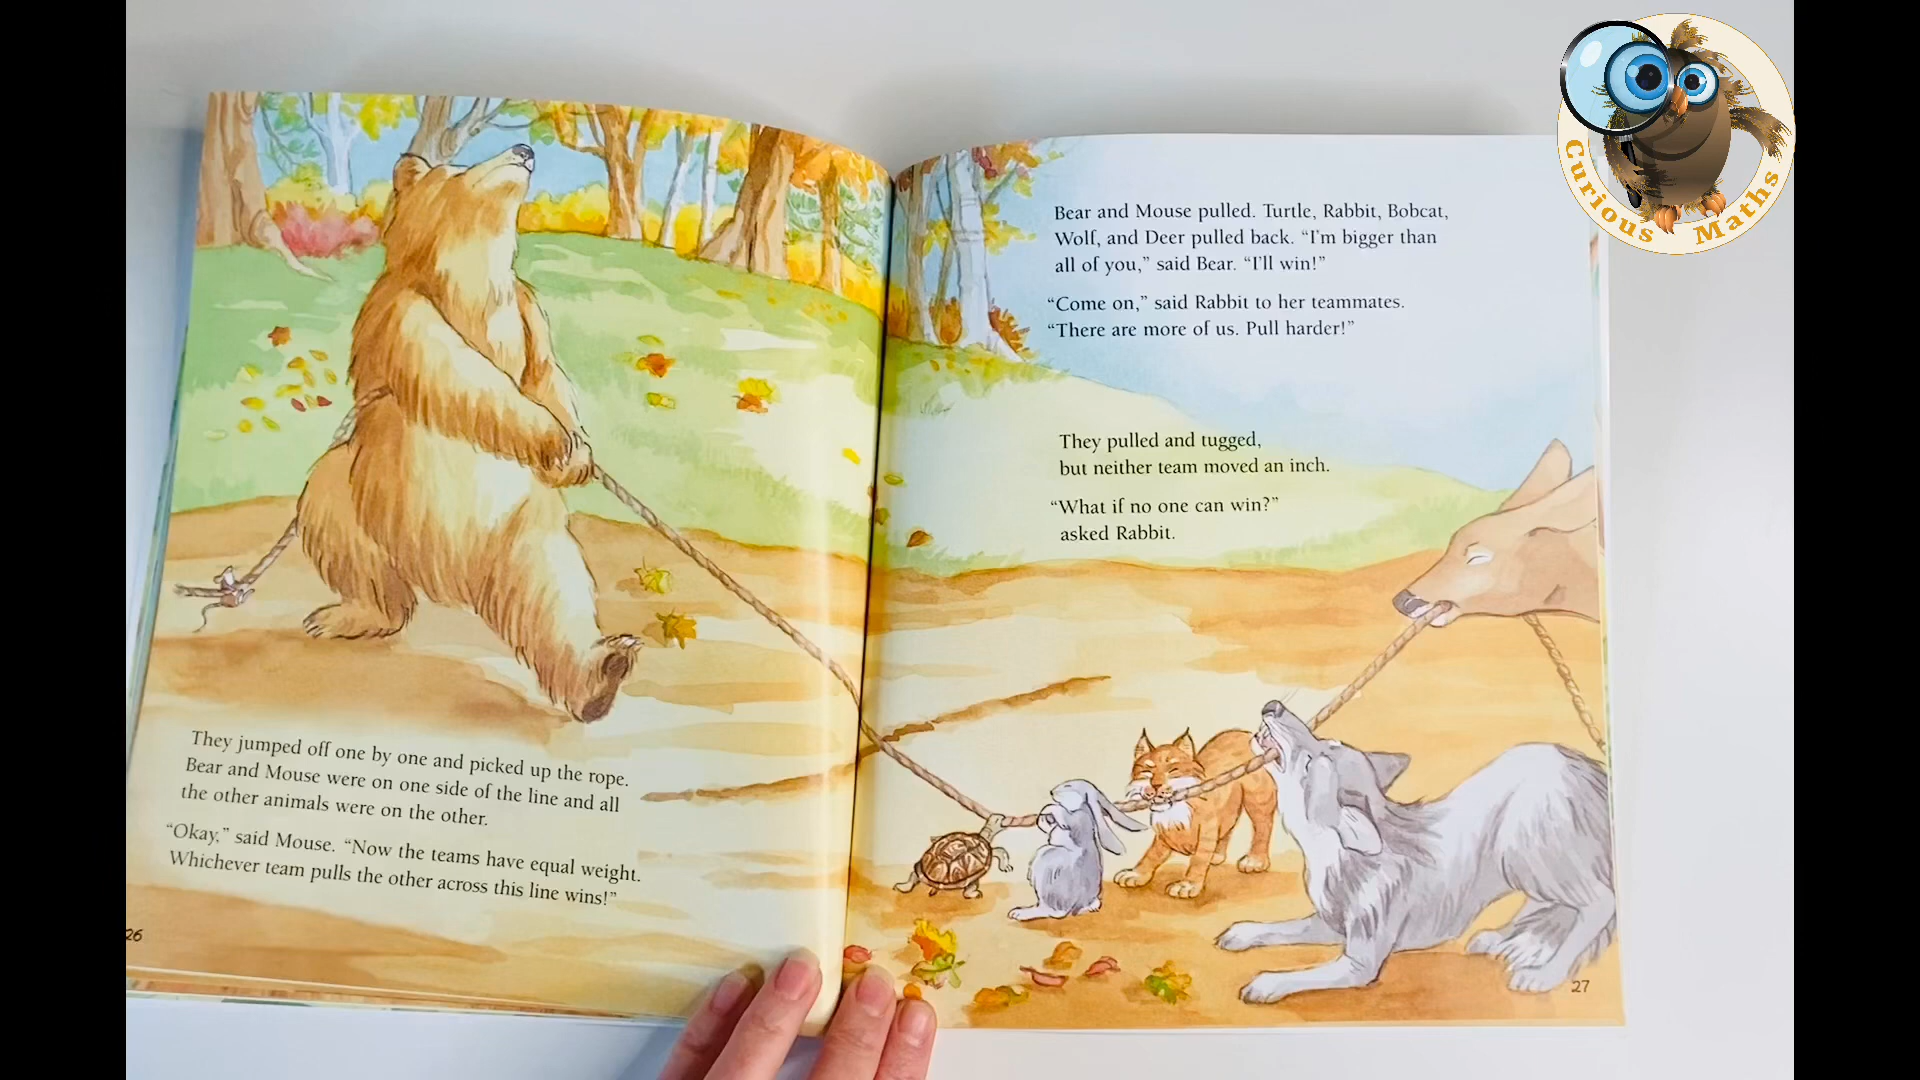 They jumped off one by one and picked up the rope.
Bear and Mouse were on one side of the line and all
the other animals were on the other.
“Okay,” said Mouse. “Now the teams have equal weight.
Whichever team pulls the other across this line wins!”
26
Bear and Mouse pulled. Turtle, Rabbit, Bobcat,
Wolf, and Deer pulled back. “I'm bigger than
all of you,” said Bear. “I'll win!”
“Come on,” said Rabbit to her teammates.
“There are more of us. Pull harder!”
They pulled and tugged,
but neither team moved an inch.
“What if no one can win?”
asked Rabbit.
27
Curious Maths